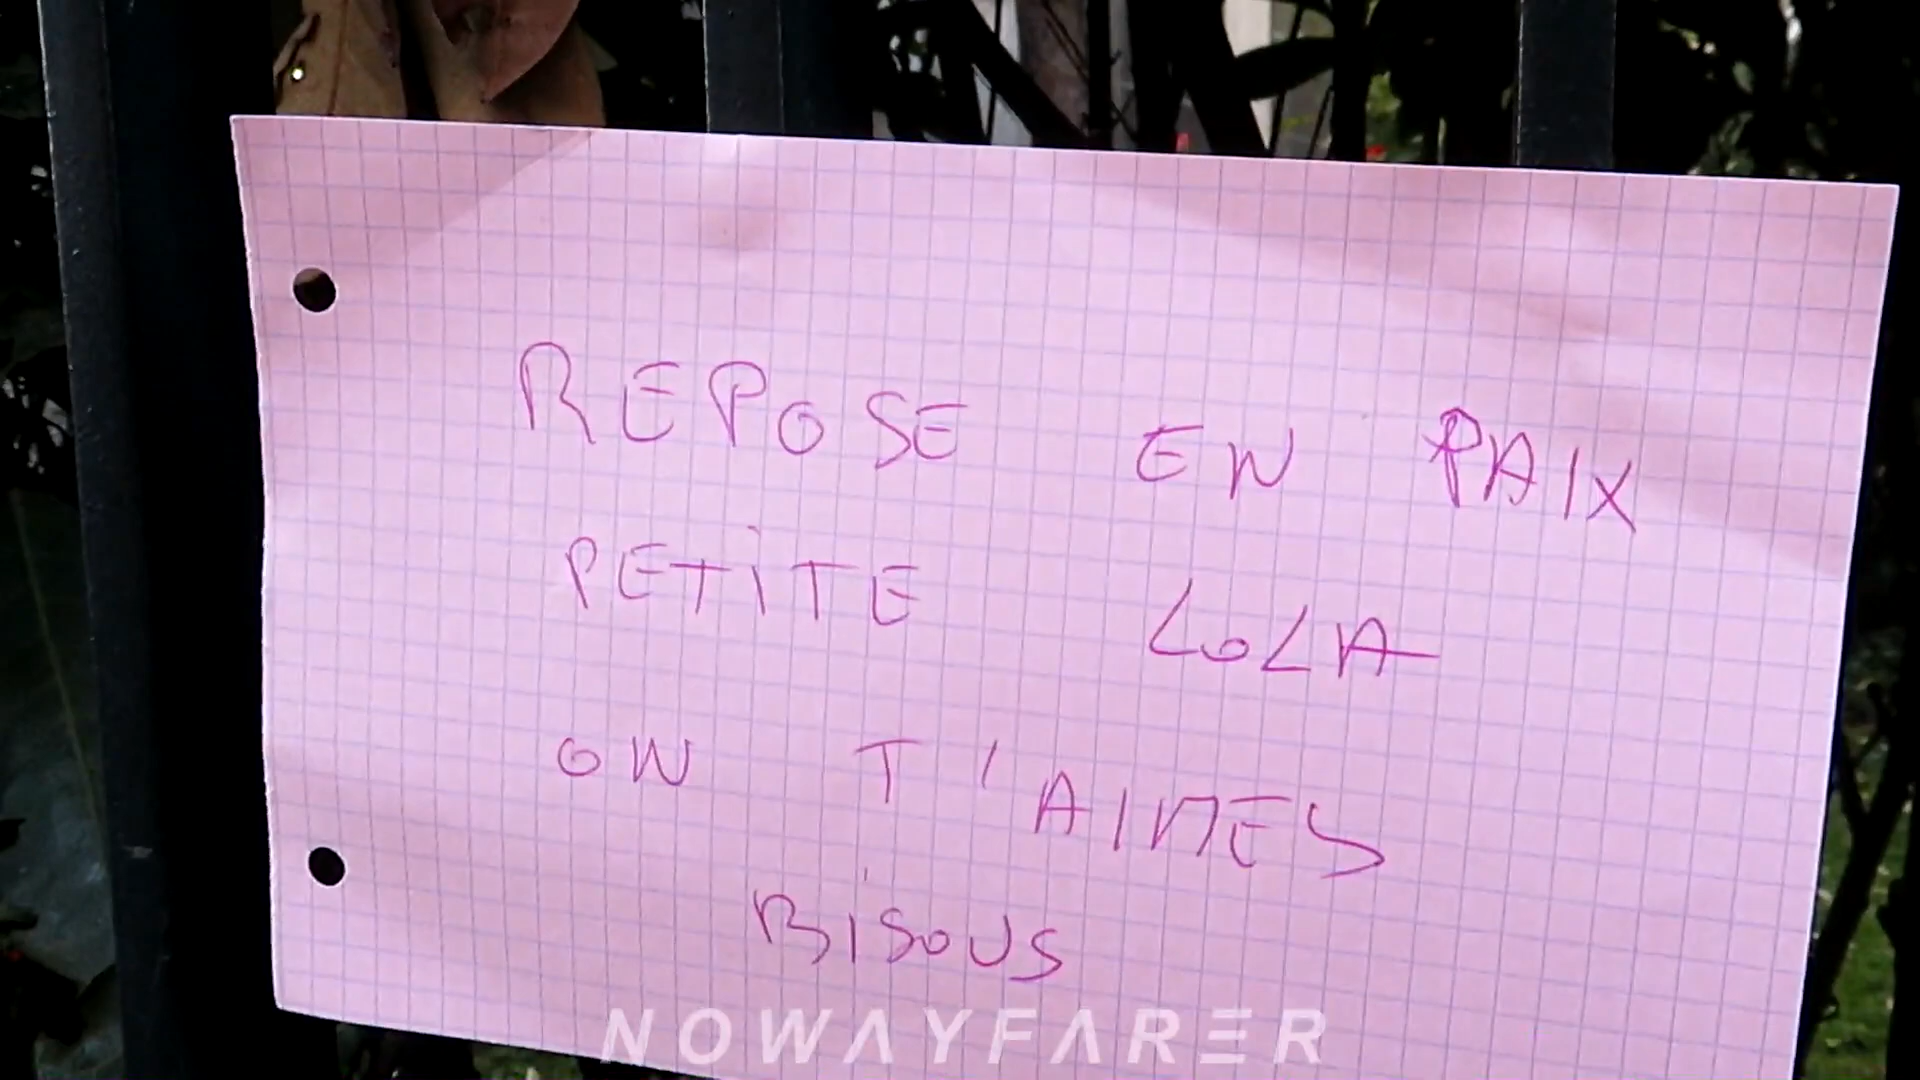 REPOSE EN PAIX
PETITE LOLA
ON T'AIMES
BISOUS
NOWAYFARER